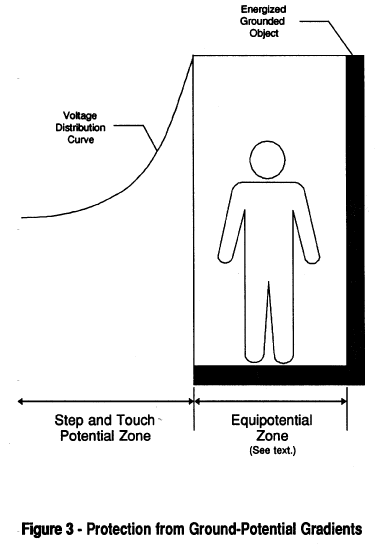 Energized
Grounded
Object
Voltage
Distribution
Curve
Step and Touch
Potential Zone
Equipotential
Zone
(See text.)
Figure 3 - Protection from Ground-Potential Gradients